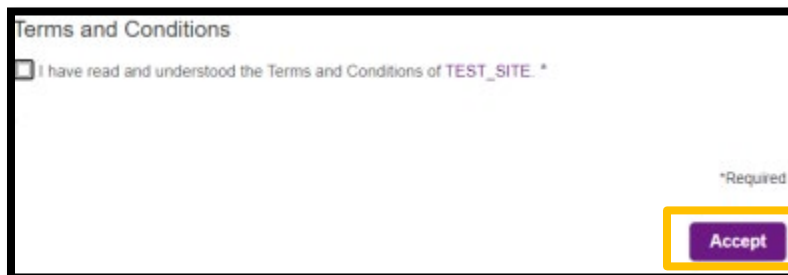 Terms and Conditions
I have read and understood the Terms and Conditions of TEST_SITE. *
*Required
Accept